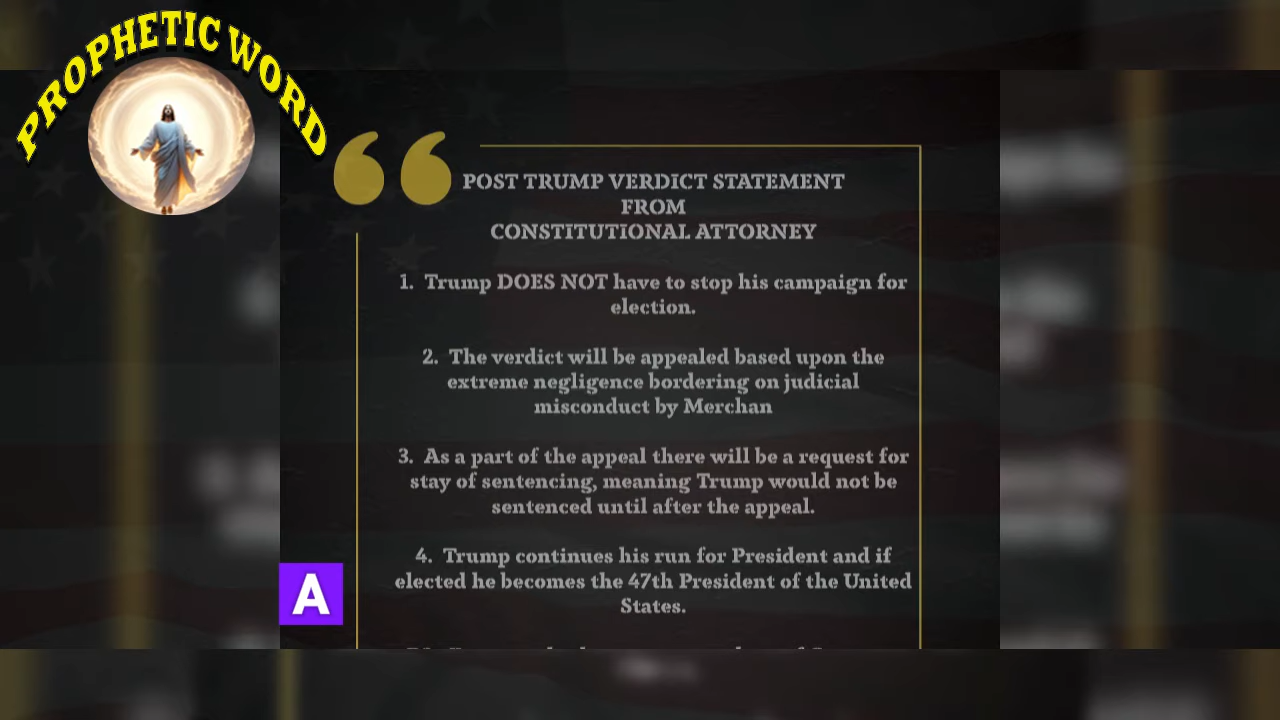 PROPHETIC WORD
POST TRUMP VERDICT STATEMENT
FROM
CONSTITUTIONAL ATTORNEY
1. Trump DOES NOT have to stop his campaign for
election.
2. The verdict will be appealed based upon the
extreme negligence bordering on judicial
misconduct by Merchan
3. As a part of the appeal there will be a request for
stay of sentencing, meaning Trump would not be
sentenced until after the appeal.
4. Trump continues his run for President and if
elected he becomes the 47th President of the United
States.
A